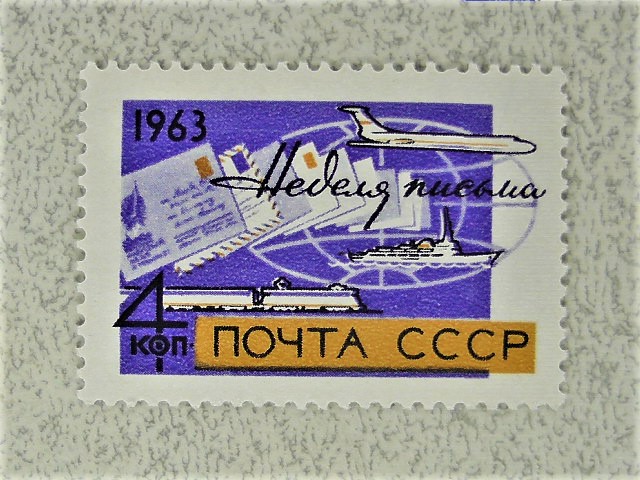 1963
Неделя письма
4
коп
ПОЧТА СССР